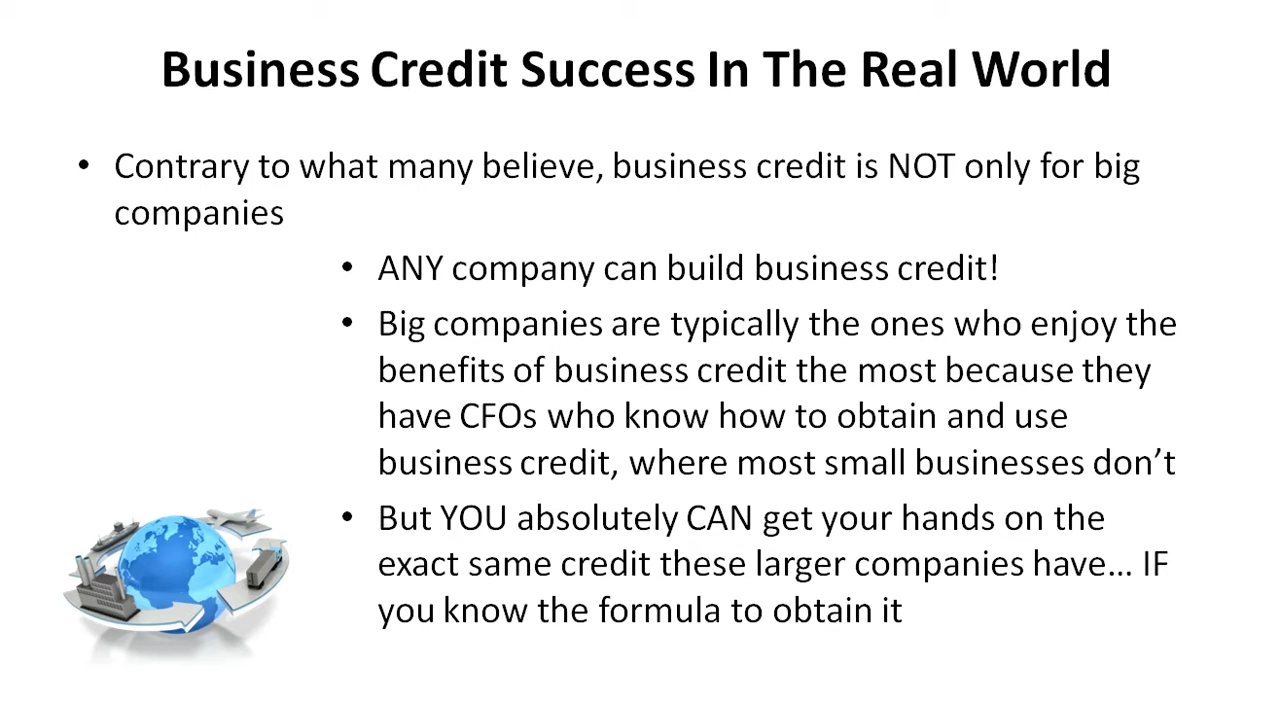 Business Credit Success In The Real World
• Contrary to what many believe, business credit is NOT only for big
companies
• ANY company can build business credit!
• Big companies are typically the ones who enjoy the
benefits of business credit the most because they
have CFOs who know how to obtain and use
business credit, where most small businesses don’t
• But YOU absolutely CAN get your hands on the
exact same credit these larger companies have… IF
you know the formula to obtain it